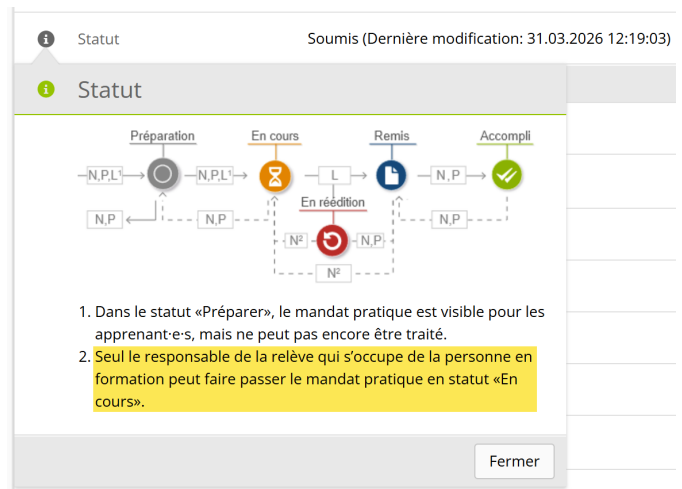 Statut
Soumis (Dernière modification: 31.03.2026 12:19:03)
Statut
Préparation
En cours
Remis
Accompli
N,P,L¹
N,P,L¹
L
N, P
En réédition
N,P
N,P
N²
N,P
N,P
N²
1. Dans le statut «Préparer», le mandat pratique est visible pour les
apprenant·e·s, mais ne peut pas encore être traité.
2. Seul le responsable de la relève qui s’occupe de la personne en
formation peut faire passer le mandat pratique en statut «En
cours».
Fermer